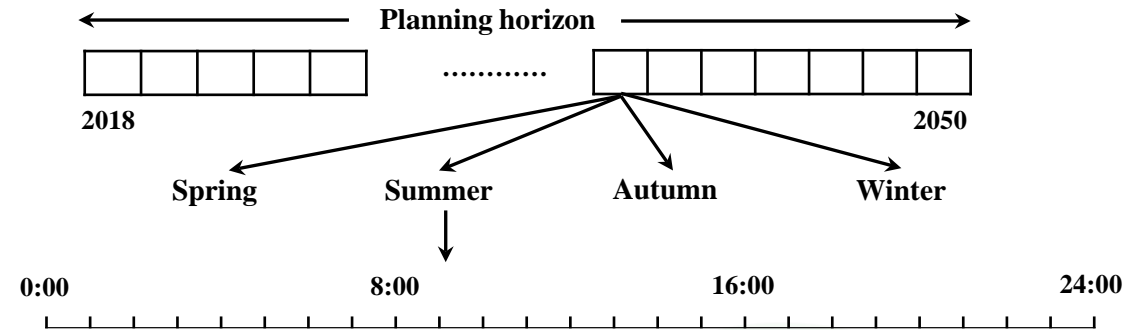 Planning horizon
............
2018 2050
Spring Summer Autumn Winter
0:00 8:00 16:00 24:00